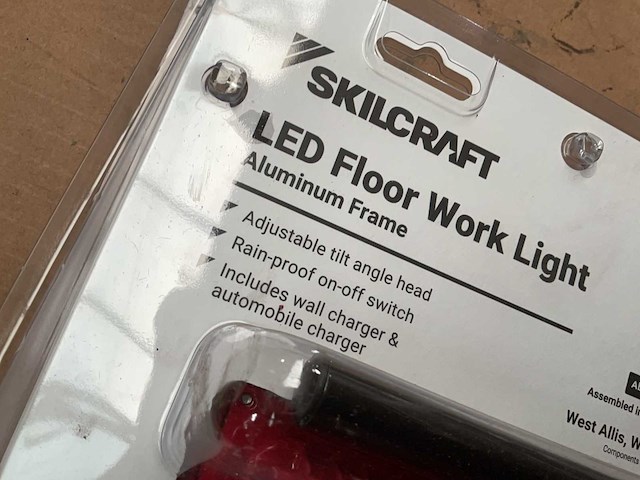 SKILCRAFT
LED Floor Work Light
Aluminum Frame
Adjustable tilt angle head
Rain-proof on-off switch
Includes wall charger &
automobile charger
Assembled
West Allis,
Components